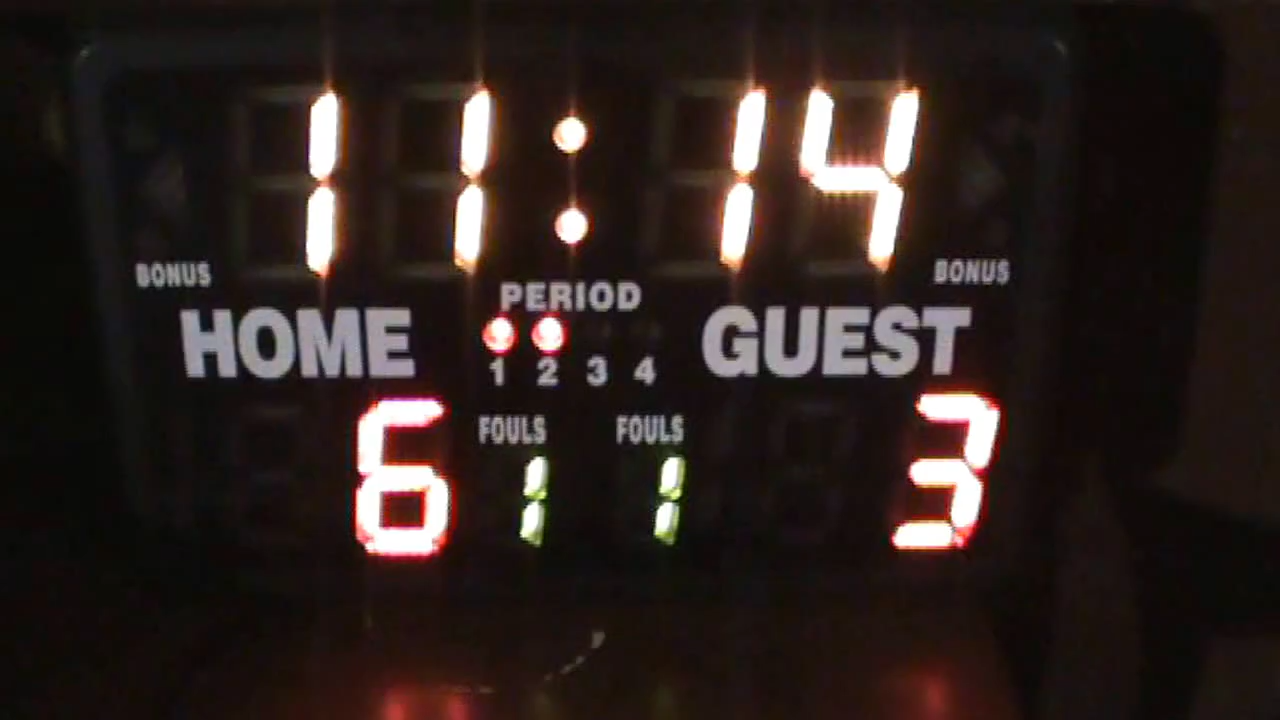 11:14
BONUS BONUS
PERIOD
HOME GUEST
1 2 3 4
FOULS FOULS
6 1 1 3